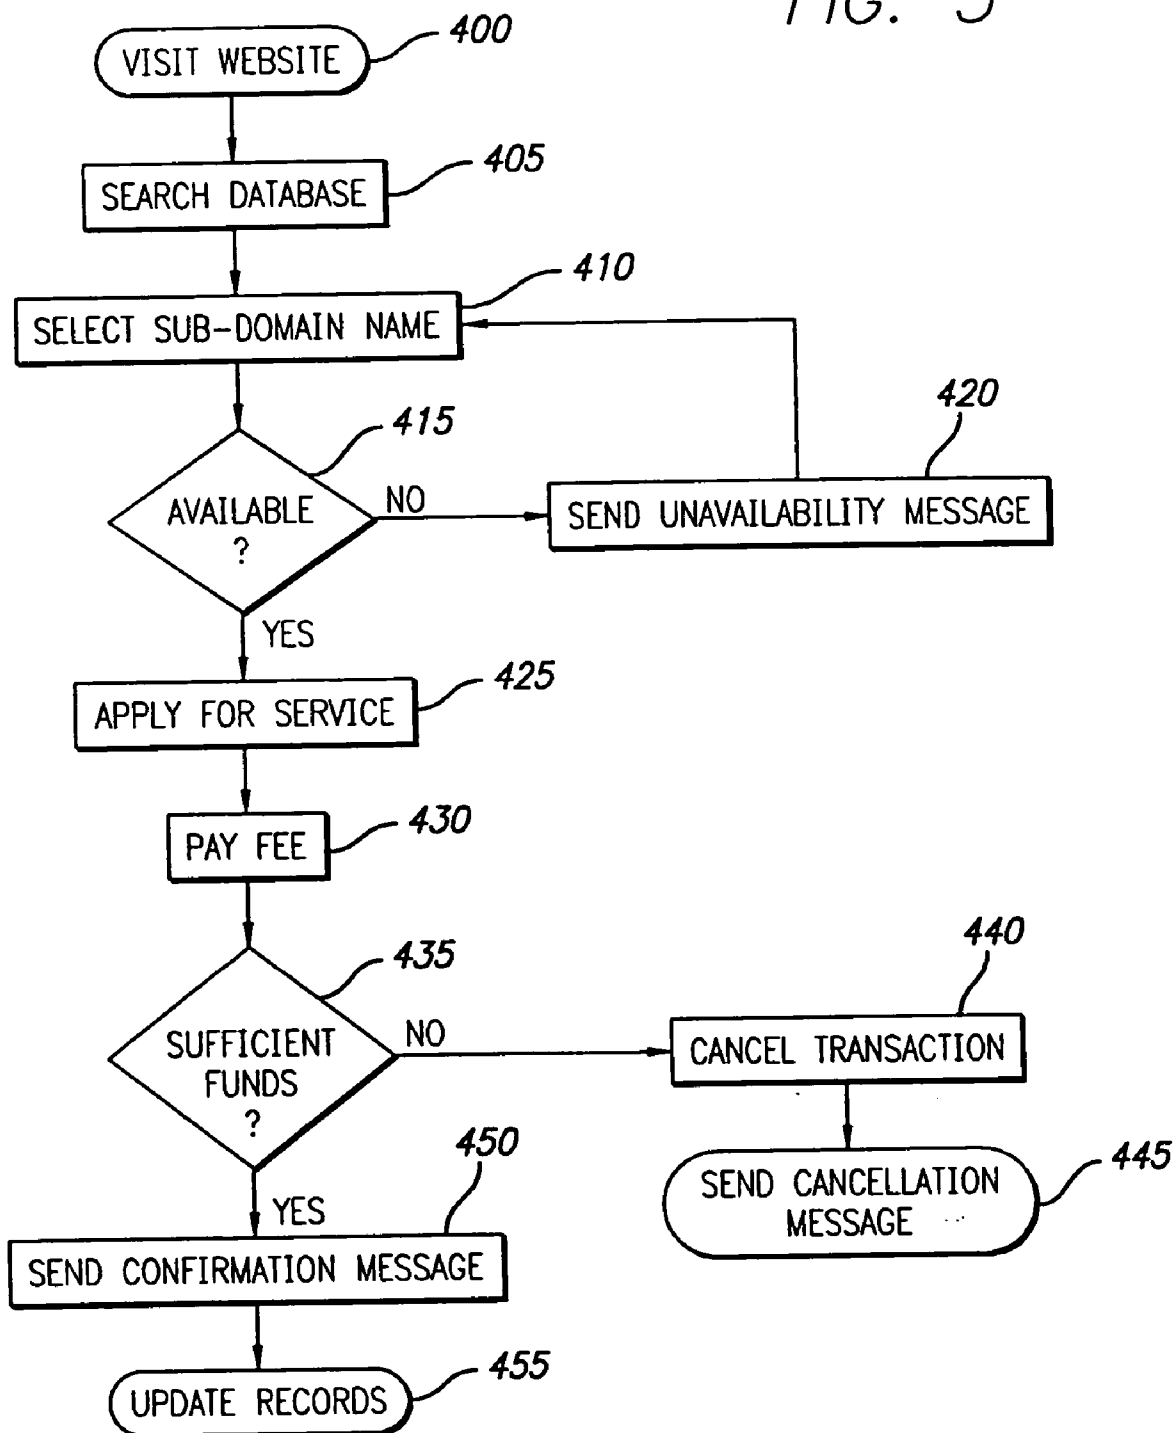 FIG.
400
VISIT WEBSITE
405
SEARCH DATABASE
410
SELECT SUB-DOMAIN NAME
415
420
AVAILABLE
?
NO
SEND UNAVAILABILITY MESSAGE
YES
425
APPLY FOR SERVICE
430
PAY FEE
435
440
SUFFICIENT
FUNDS
?
NO
CANCEL TRANSACTION
450
445
SEND CANCELLATION
MESSAGE
YES
SEND CONFIRMATION MESSAGE
455
UPDATE RECORDS